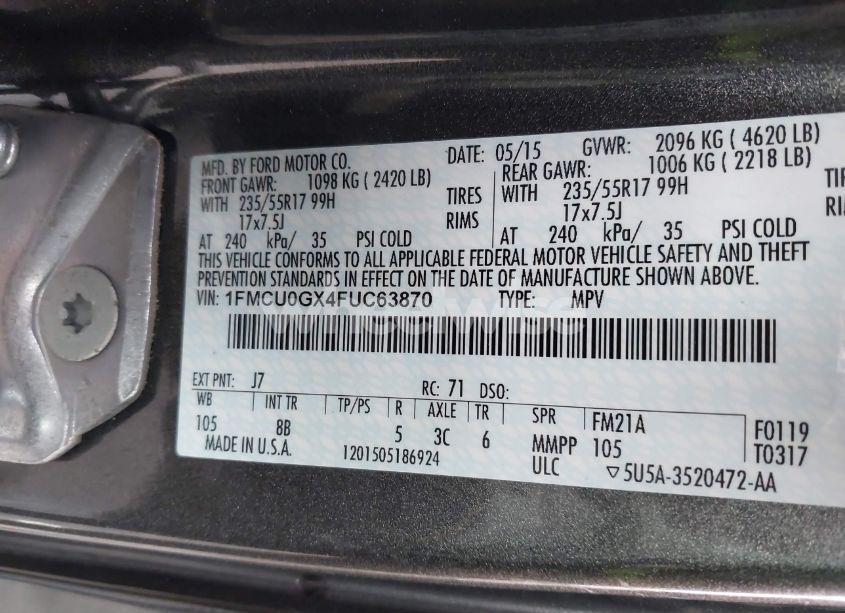 MFD. BY FORD MOTOR CO. DATE: 05/15 GVWR: 2096 KG ( 4620 LB)
FRONT GAWR: 1098 KG ( 2420 LB) REAR GAWR: 1006 KG ( 2218 LB)
WITH 235/55R17 99H TIRES WITH 235/55R17 99H TIRES
17x7.5J RIMS 17x7.5J
AT 240 kPa/ 35 PSI COLD AT 240 kPa/ 35 PSI COLD
THIS VEHICLE CONFORMS TO ALL APPLICABLE FEDERAL MOTOR VEHICLE SAFETY AND THEFT
PREVENTION STANDARDS IN EFFECT ON THE DATE OF MANUFACTURE SHOWN ABOVE.
VIN: 1FMCU0GX4FUC63870 TYPE: MPV
wheelwise
EXT PNT: J7 RC: 71 DSO:
WB INT TR TP/PS R AXLE TR SPR FM21A F0119
105 8B 5 3C 6 MMPP 105 T0317
MADE IN U.S.A. 1201505186924 ULC ▽5U5A-3520472-AA